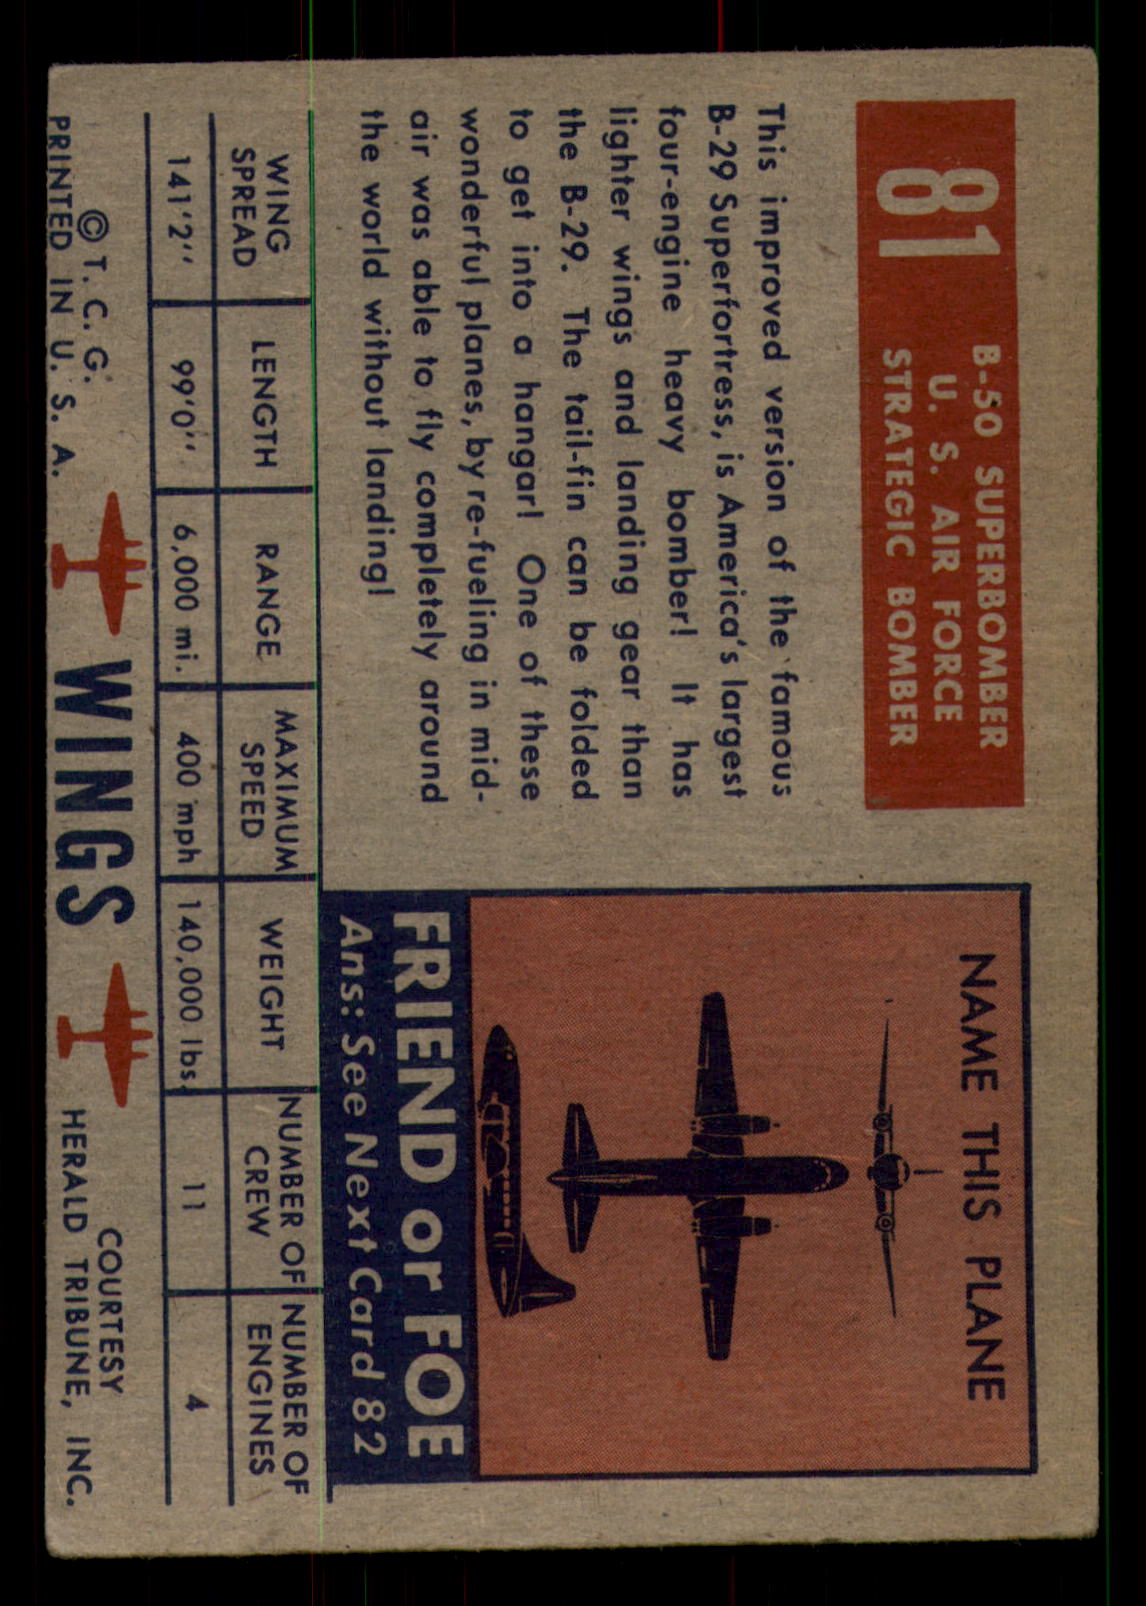 81
B-50 SUPERBOMBER
U. S. AIR FORCE
STRATEGIC BOMBER
This improved version of the famous
B-29 Superfortress, is America's largest
four-engine heavy bomber! It has
lighter wings and landing gear than
the B-29. The tail-fin can be folded
to get into a hangar! One of these
wonderful planes, by re-fueling in mid-
air was able to fly completely around
the world without landing!
NAME THIS PLANE
FRIEND or FOE
Ans: See Next Card 82
WING SPREAD LENGTH RANGE MAXIMUM SPEED WEIGHT NUMBER OF CREW NUMBER OF ENGINES
141'2'' 99'0'' 6,000 mi. 400 mph 140,000 lbs. 11 4
© T. C. G.
PRINTED IN U. S. A.
WINGS
COURTESY
HERALD TRIBUNE, INC.